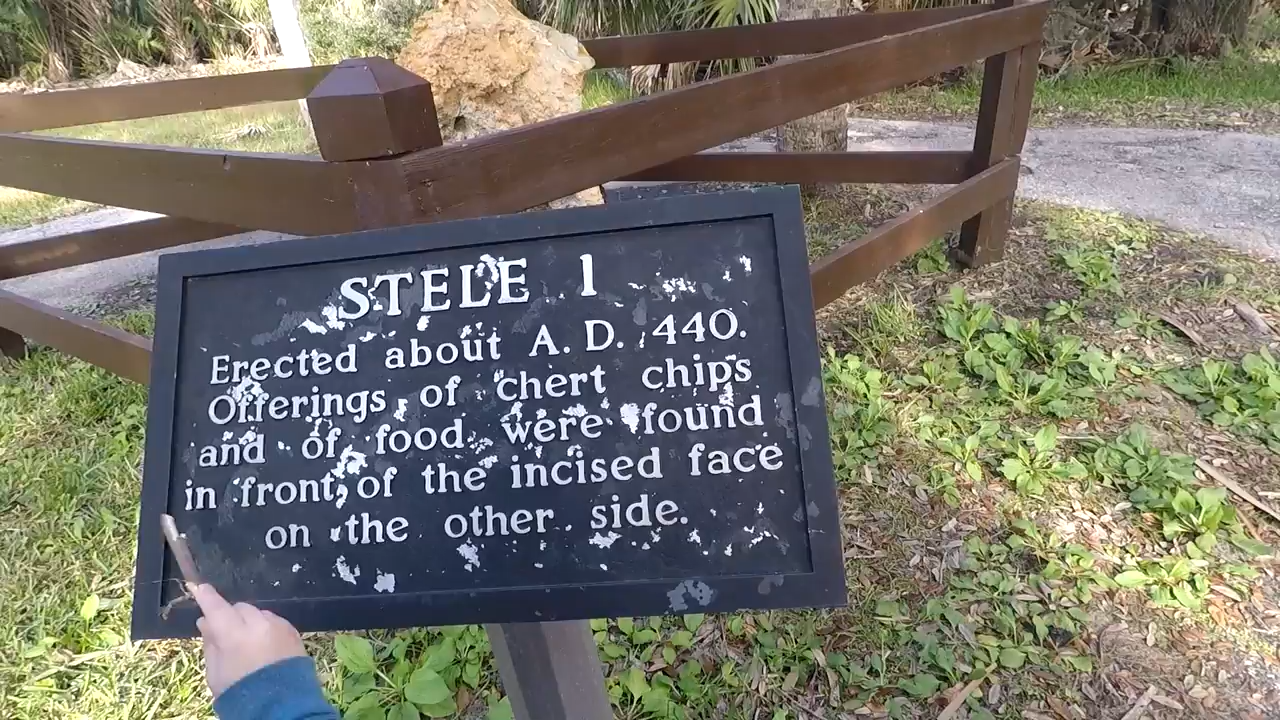 STELE 1
Erected about A.D. 440.
Offerings of chert chips
and of food were found
in front of the incised face
on the other side.